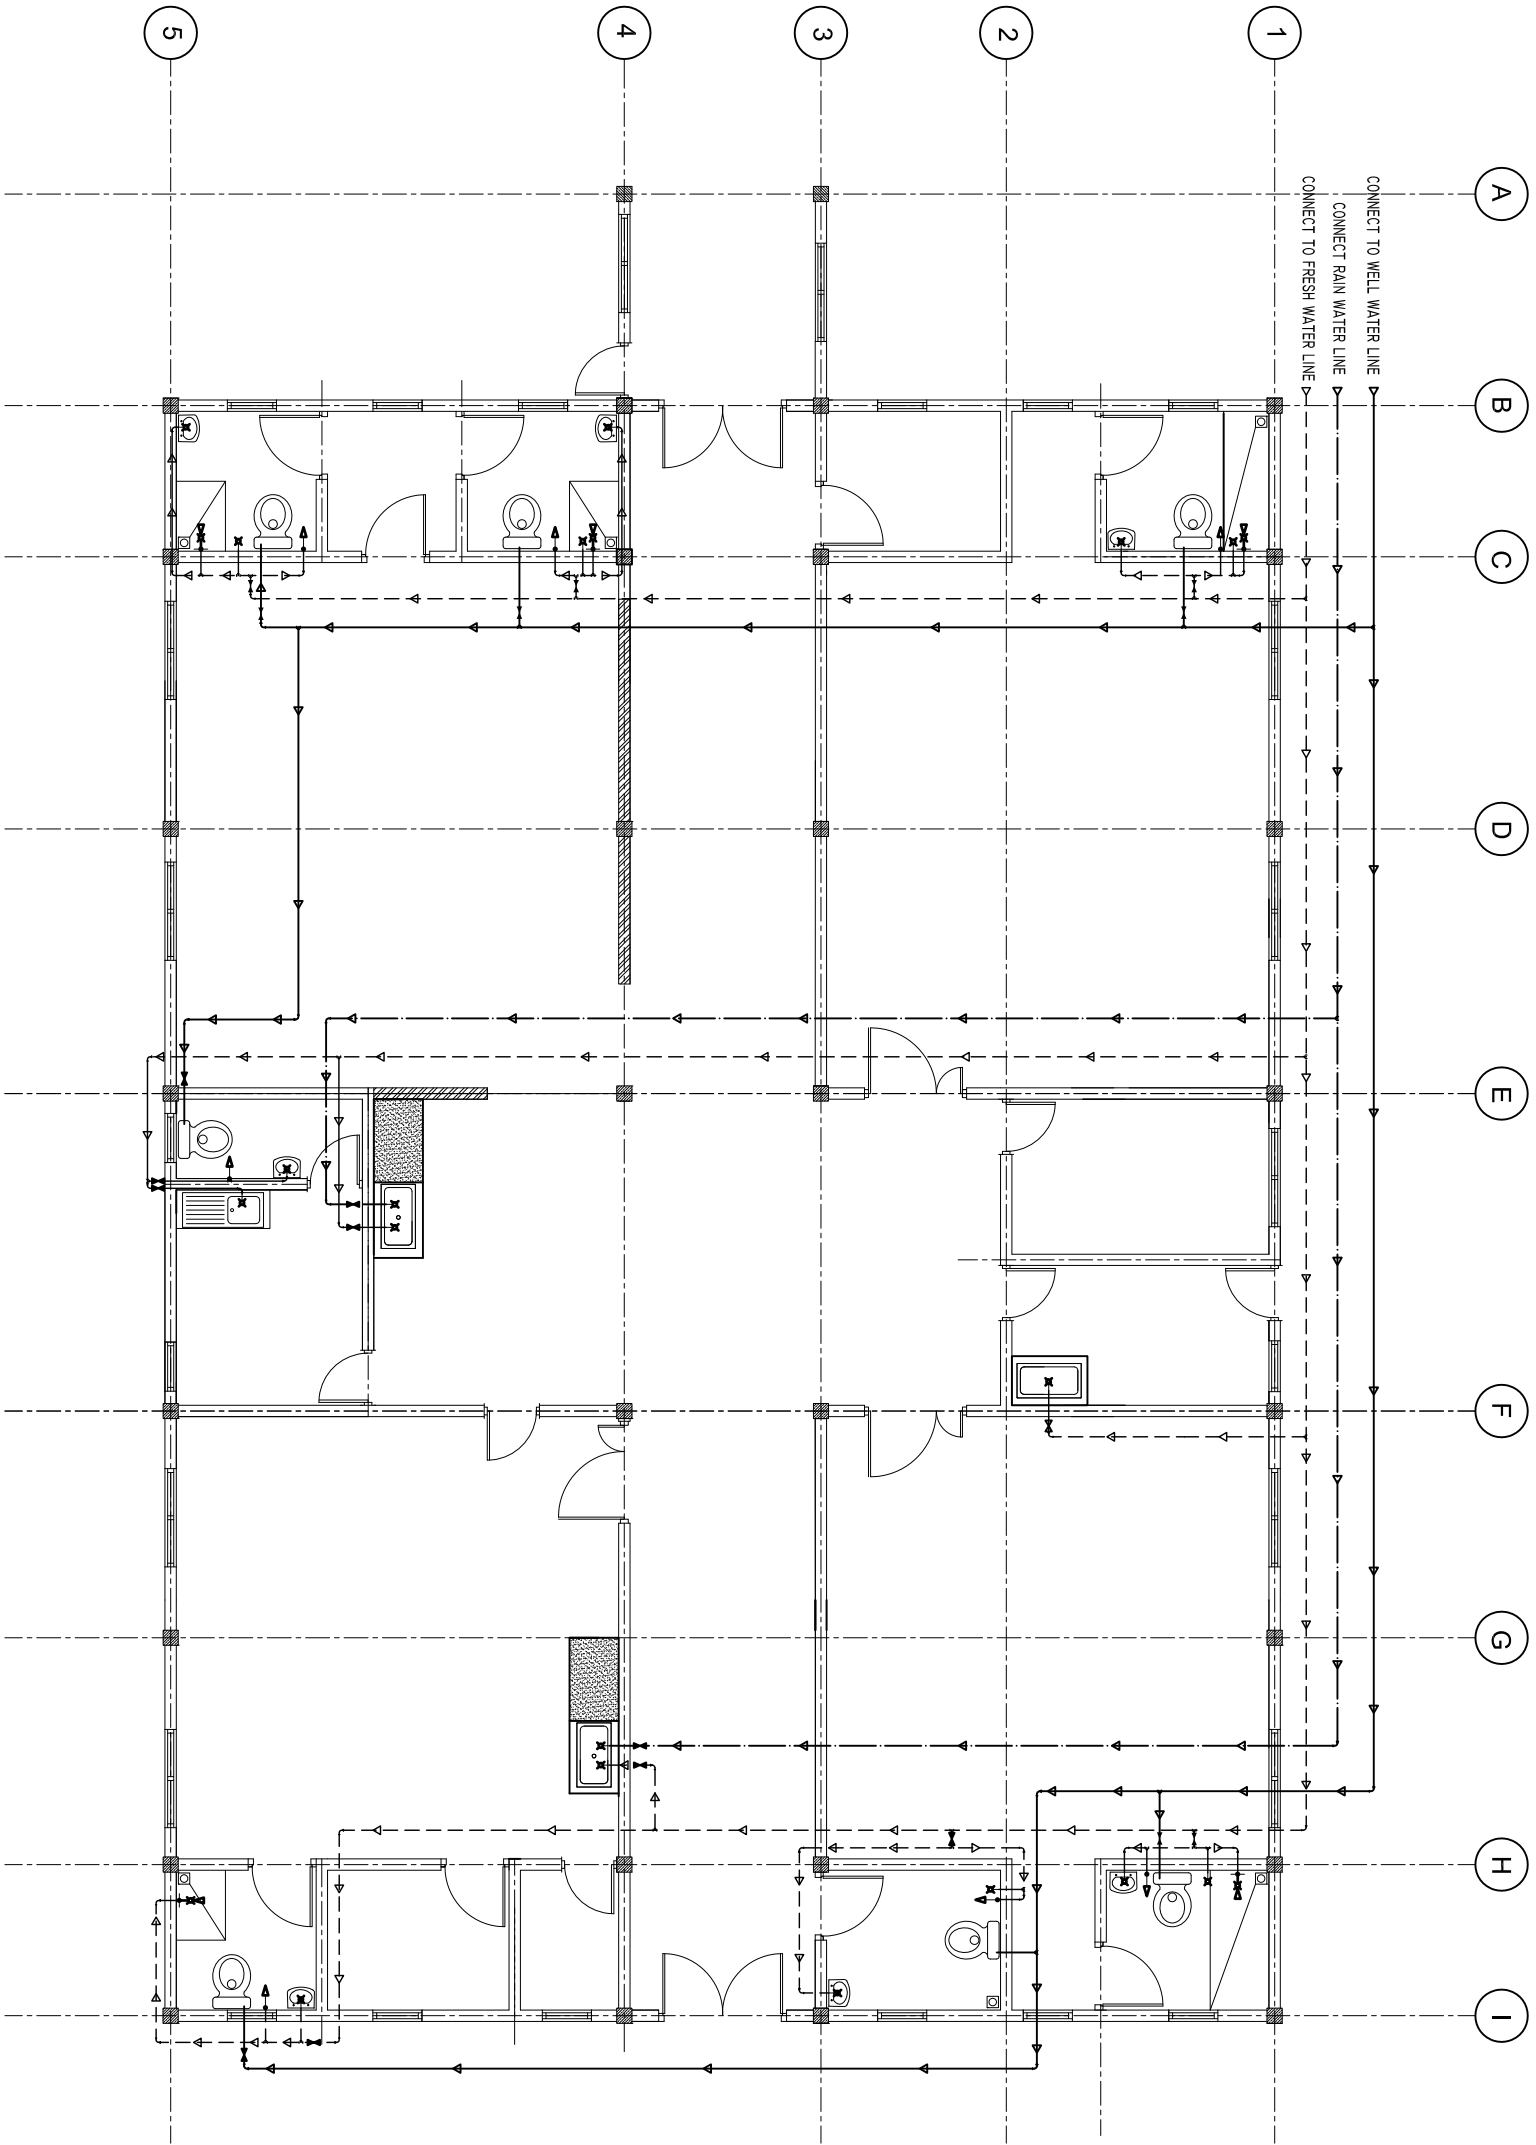 5
4
3
2
1
A
B
C
D
E
F
G
H
I
CONNECT TO WELL WATER LINE
CONNECT RAIN WATER LINE
CONNECT TO FRESH WATER LINE